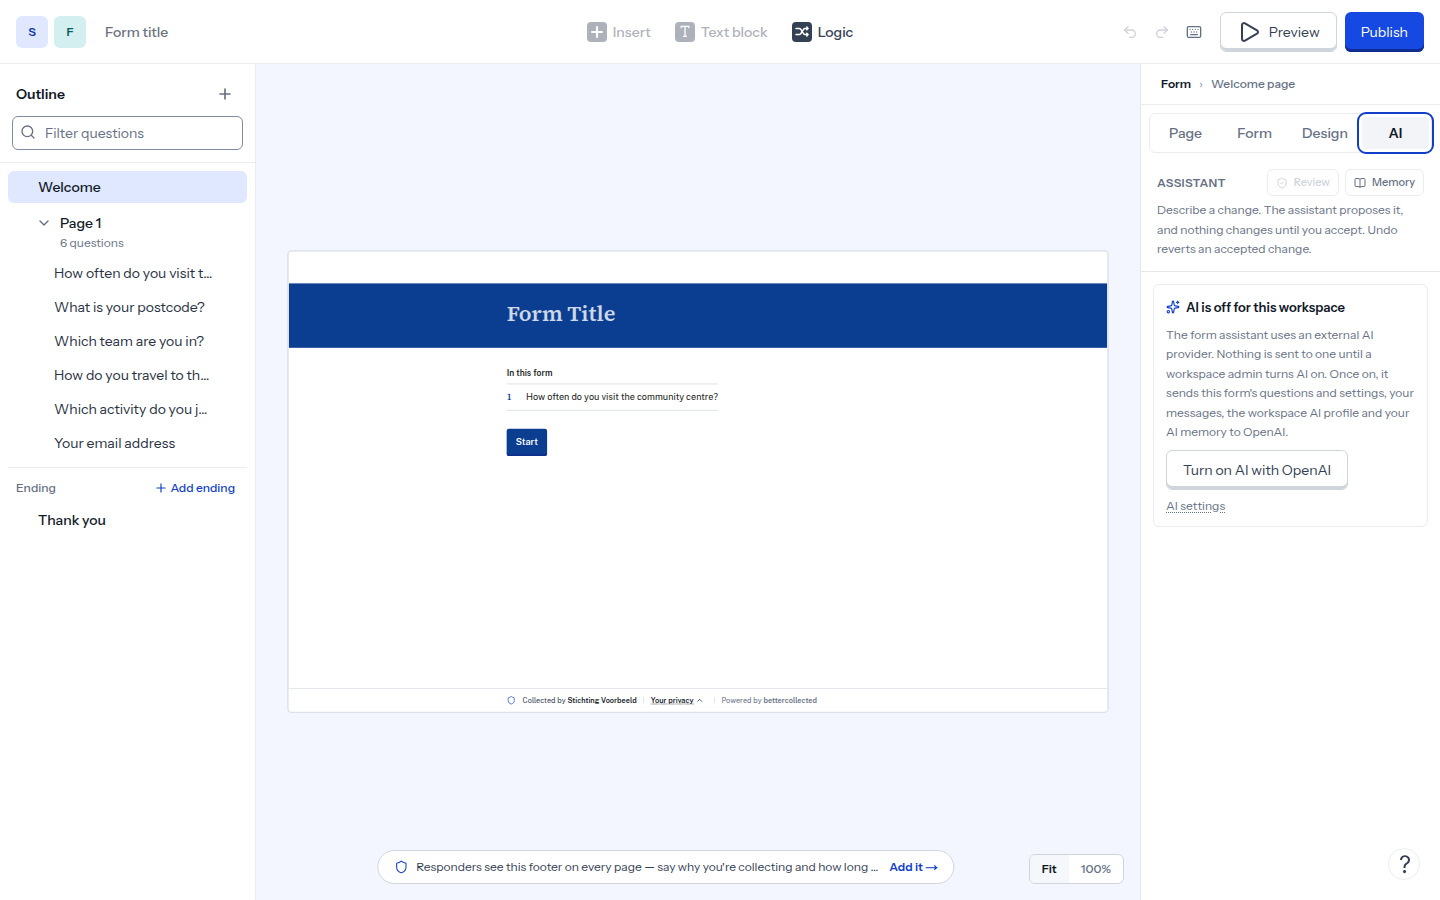 S
F
Form title
Insert
Text block
Logic
Preview
Publish
Outline
Filter questions
Welcome
Page 1
6 questions
How often do you visit t...
What is your postcode?
Which team are you in?
How do you travel to th...
Which activity do you j...
Your email address
Ending
Add ending
Thank you
Form Title
In this form
1 How often do you visit the community centre?
Start
Collected by Stichting Voorbeeld
Your privacy
Powered by bettercollected
Responders see this footer on every page — say why you're collecting and how long ...
Add it →
Fit
100%
Form › Welcome page
Page
Form
Design
AI
ASSISTANT
Review
Memory
Describe a change. The assistant proposes it,
and nothing changes until you accept. Undo
reverts an accepted change.
AI is off for this workspace
The form assistant uses an external AI
provider. Nothing is sent to one until a
workspace admin turns AI on. Once on, it
sends this form's questions and settings, your
messages, the workspace AI profile and your
AI memory to OpenAI.
Turn on AI with OpenAI
AI settings
?